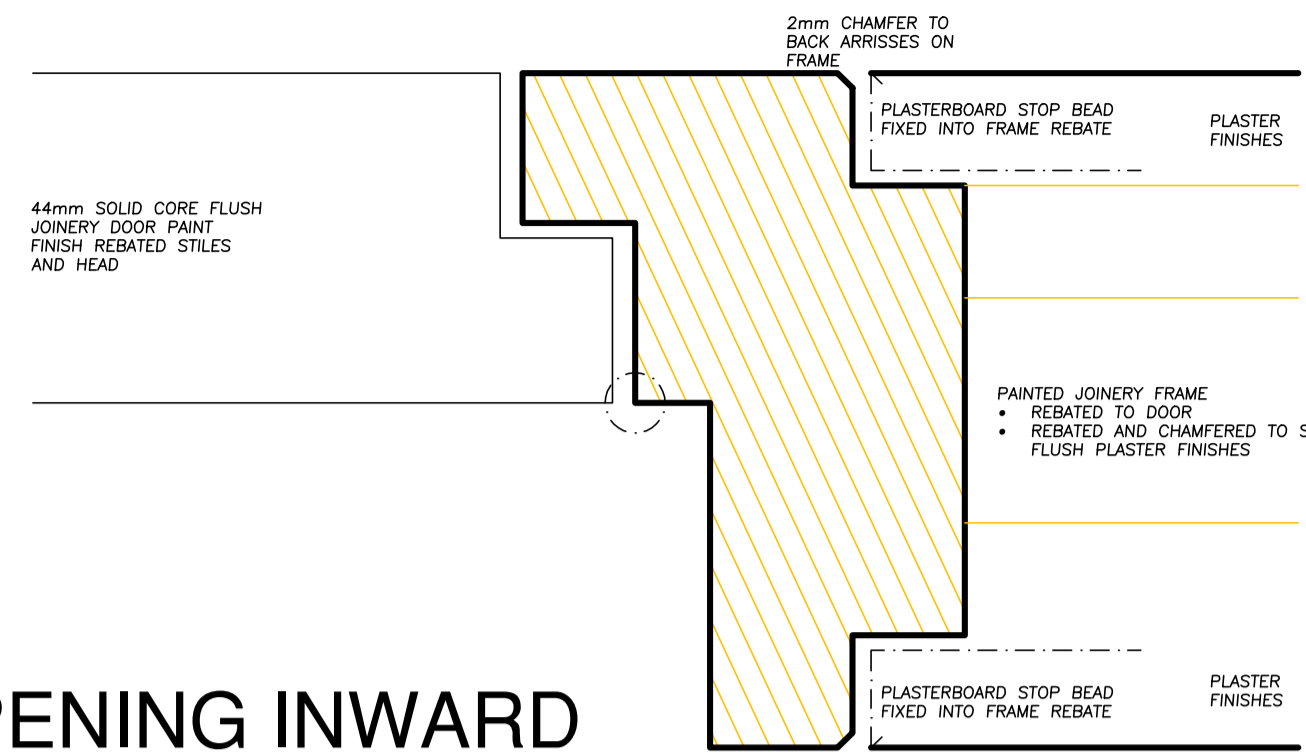 2mm CHAMFER TO
BACK ARRISSES ON
FRAME
PLASTERBOARD STOP BEAD
FIXED INTO FRAME REBATE
PLASTER
FINISHES
44mm SOLID CORE FLUSH
JOINERY DOOR PAINT
FINISH REBATED STILES
AND HEAD
PAINTED JOINERY FRAME
• REBATED TO DOOR
• REBATED AND CHAMFERED TO
FLUSH PLASTER FINISHES
PLASTERBOARD STOP BEAD
FIXED INTO FRAME REBATE
PLASTER
FINISHES
PENING INWARD